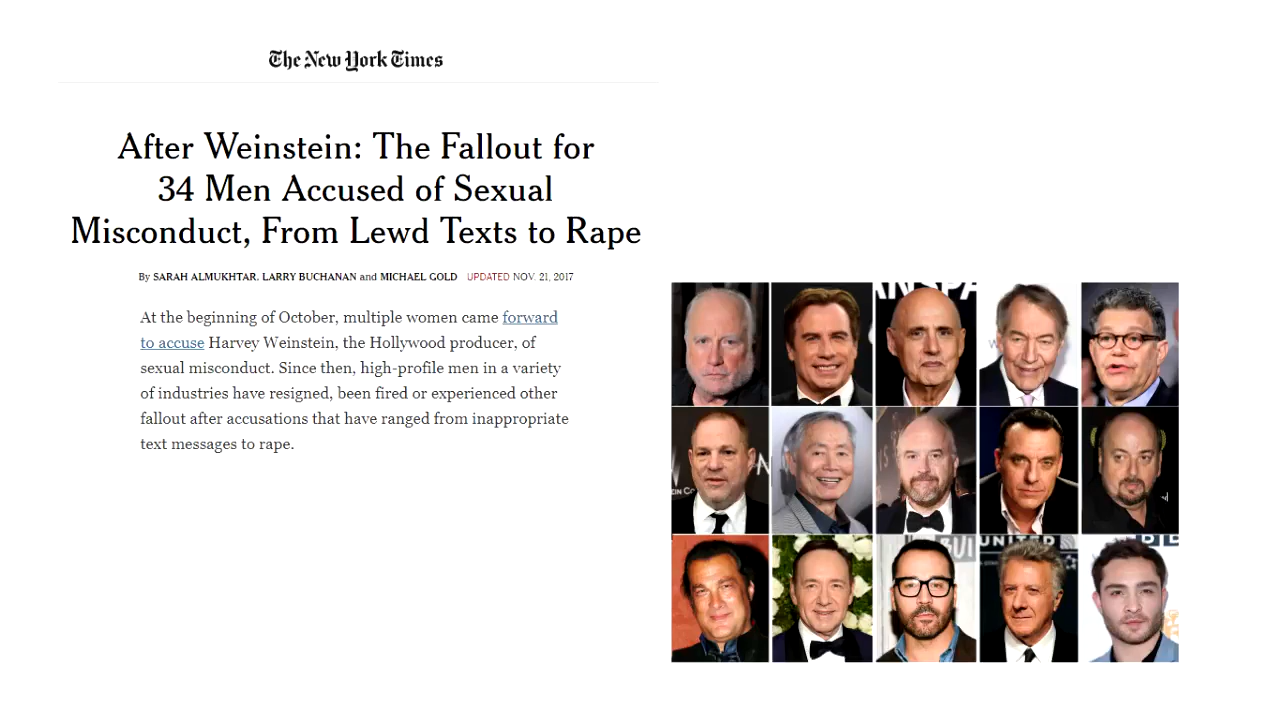 The New York Times
After Weinstein: The Fallout for
34 Men Accused of Sexual
Misconduct, From Lewd Texts to Rape
By SARAH ALMUKHTAR, LARRY BUCHANAN and MICHAEL GOLD UPDATED NOV. 21, 2017
At the beginning of October, multiple women came forward
to accuse Harvey Weinstein, the Hollywood producer, of
sexual misconduct. Since then, high-profile men in a variety
of industries have resigned, been fired or experienced other
fallout after accusations that have ranged from inappropriate
text messages to rape.
UNITED